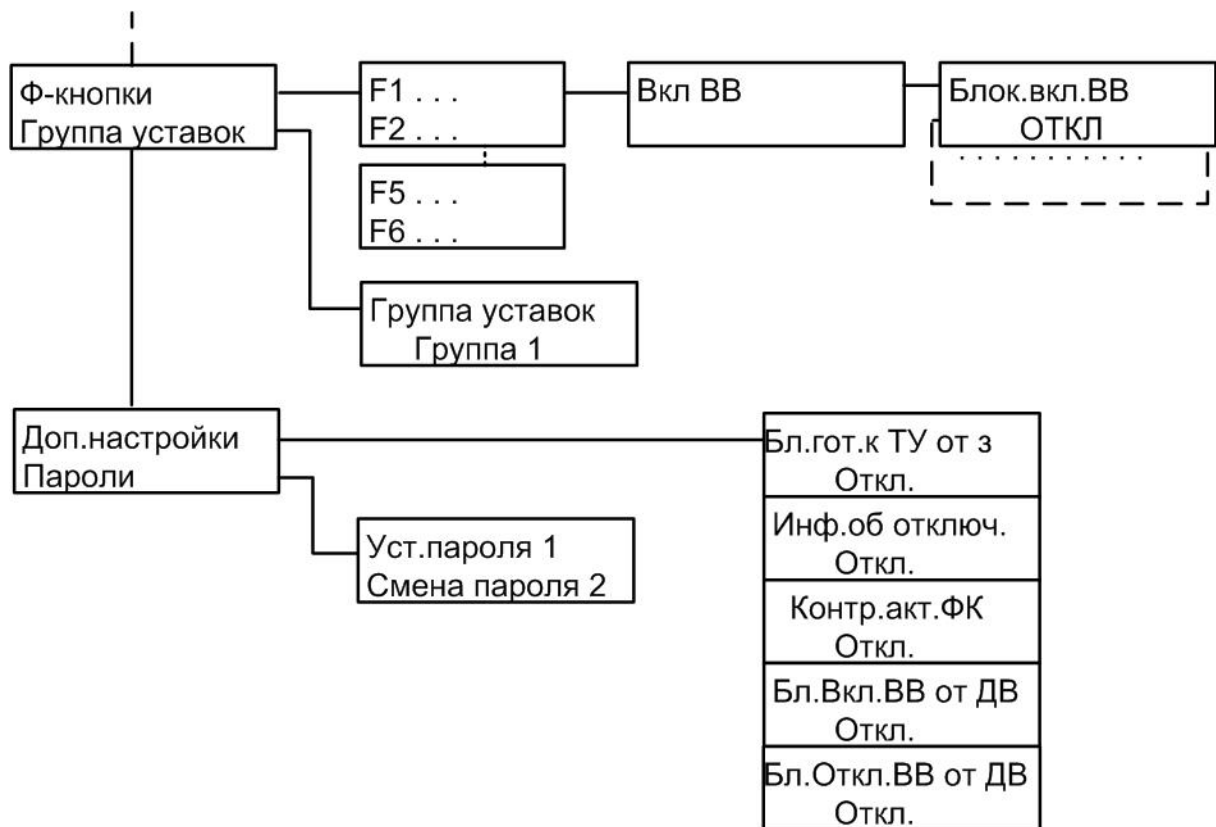 Ф-кнопки
Группа уставок
F1 . . .
F2 . . .
Вкл ВВ
Блок.вкл.ВВ
ОТКЛ
. . . . . . . . . . .
F5 . . .
F6 . . .
Группа уставок
Группа 1
Доп.настройки
Пароли
Уст.пароля 1
Смена пароля 2
Бл.гот.к ТУ от з
Откл.
Инф.об отключ.
Откл.
Контр.акт.ФК
Откл.
Бл.Вкл.ВВ от ДВ
Откл.
Бл.Откл.ВВ от ДВ
Откл.